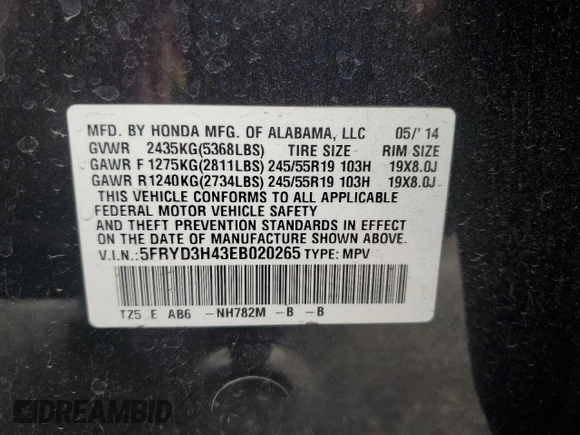 MFD. BY HONDA MFG. OF ALABAMA, LLC 05/'14
GVWR 2435KG(5368LBS) TIRE SIZE RIM SIZE
GAWR F 1275KG(2811LBS) 245/55R19 103H 19X8.0J
GAWR R 1240KG(2734LBS) 245/55R19 103H 19X8.0J
THIS VEHICLE CONFORMS TO ALL APPLICABLE
FEDERAL MOTOR VEHICLE SAFETY
AND THEFT PREVENTION STANDARDS IN EFFECT
ON THE DATE OF MANUFACTURE SHOWN ABOVE.
V.I.N.: 5FRYD3H43EB020265 TYPE: MPV
TZ5 E AB6 -NH782M -B -B
DREAMBID